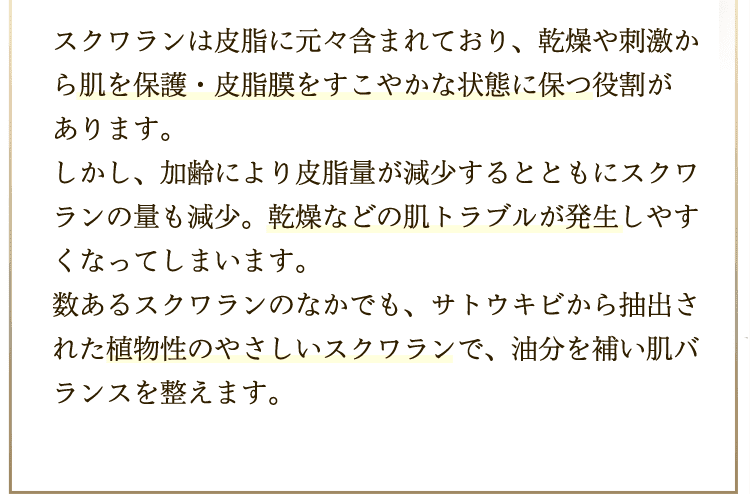 スクワランは皮脂に元々含まれており、乾燥や刺激か
ら肌を保護・皮脂膜をすこやかな状態に保つ役割が
あります。
しかし、加齢により皮脂量が減少するとともにスクワ
ランの量も減少。乾燥などの肌トラブルが発生しやす
くなってしまいます。
数あるスクワランのなかでも、サトウキビから抽出さ
れた植物性のやさしいスクワランで、油分を補い肌バ
ランスを整えます。